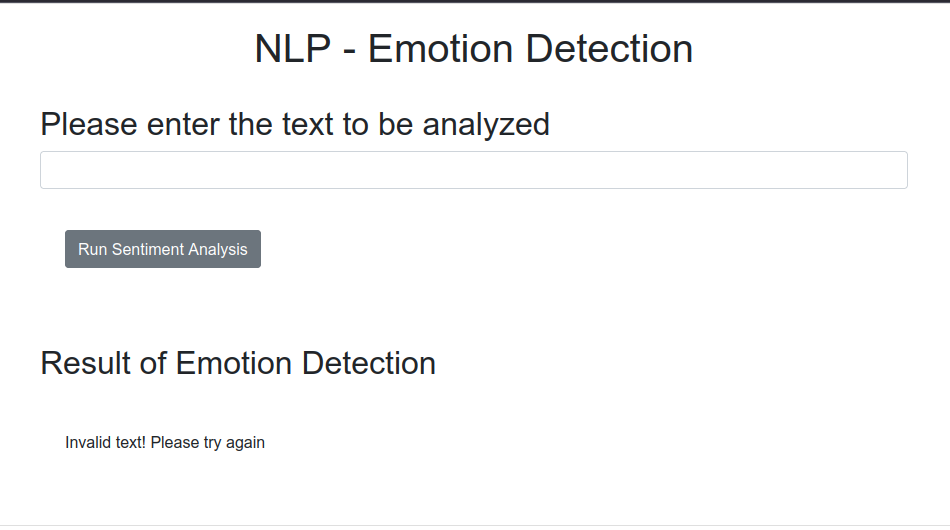 NLP - Emotion Detection
Please enter the text to be analyzed
Run Sentiment Analysis
Result of Emotion Detection
Invalid text! Please try again